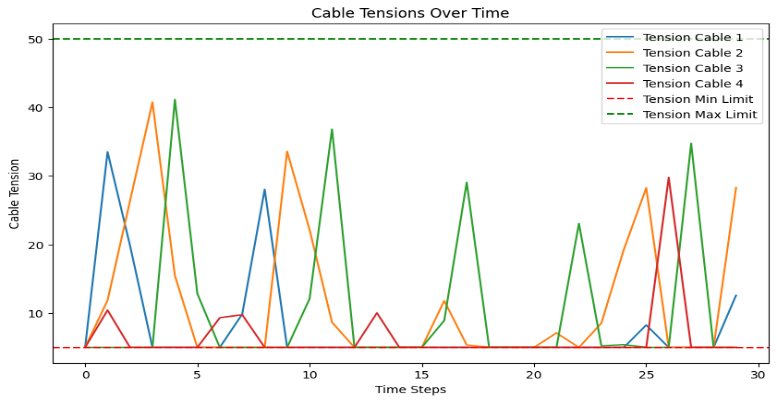 Cable Tensions Over Time
Cable Tension
50
40
30
20
10
Tension Cable 1
Tension Cable 2
Tension Cable 3
Tension Cable 4
Tension Min Limit
Tension Max Limit
0
5
10
15
20
25
30
Time Steps